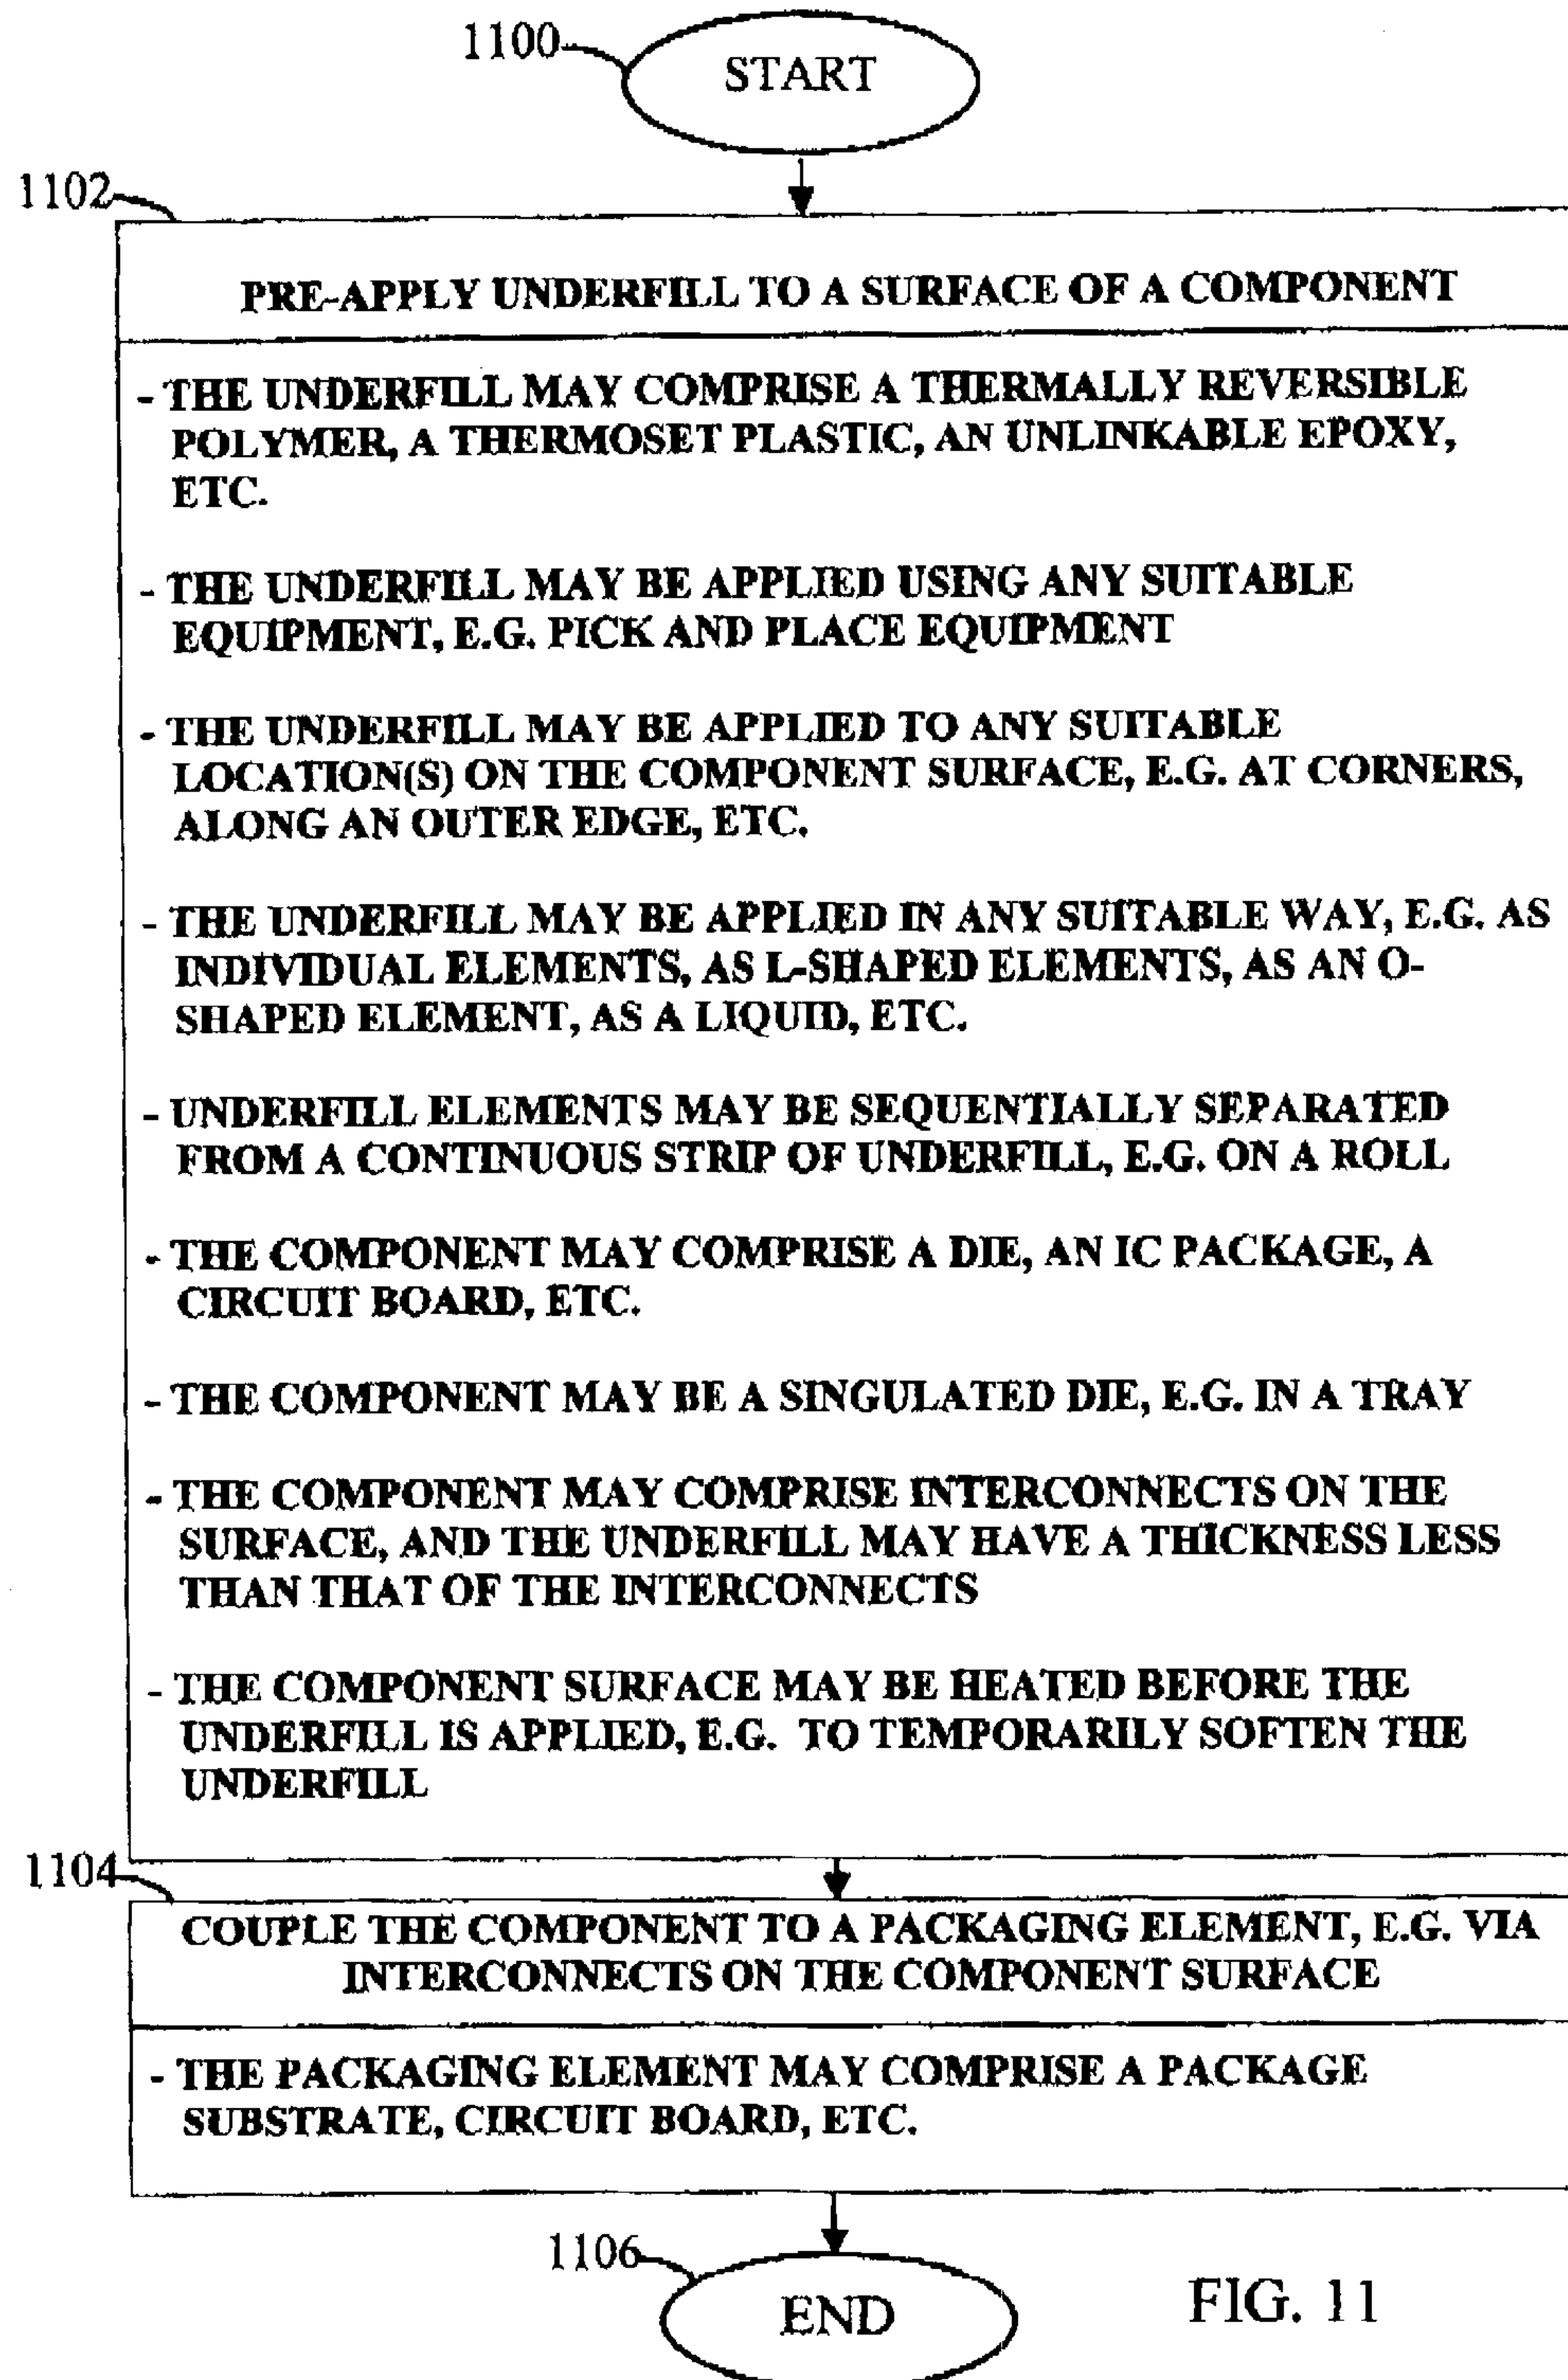 1100
START
1102
PRE-APPLY UNDERFILL TO A SURFACE OF A COMPONENT
- THE UNDERFILL MAY COMPRISE A THERMALLY REVERSIBLE
POLYMER, A THERMOSET PLASTIC, AN UNLINKABLE EPOXY,
ETC.
- THE UNDERFILL MAY BE APPLIED USING ANY SUITABLE
EQUIPMENT, E.G. PICK AND PLACE EQUIPMENT
- THE UNDERFILL MAY BE APPLIED TO ANY SUITABLE
LOCATION(S) ON THE COMPONENT SURFACE, E.G. AT CORNERS,
ALONG AN OUTER EDGE, ETC.
- THE UNDERFILL MAY BE APPLIED IN ANY SUITABLE WAY, E.G. AS
INDIVIDUAL ELEMENTS, AS L-SHAPED ELEMENTS, AS AN O-
SHAPED ELEMENT, AS A LIQUID, ETC.
- UNDERFILL ELEMENTS MAY BE SEQUENTIALLY SEPARATED
FROM A CONTINUOUS STRIP OF UNDERFILL, E.G. ON A ROLL
- THE COMPONENT MAY COMPRISE A DIE, AN IC PACKAGE, A
CIRCUIT BOARD, ETC.
- THE COMPONENT MAY BE A SINGULATED DIE, E.G. IN A TRAY
- THE COMPONENT MAY COMPRISE INTERCONNECTS ON THE
SURFACE, AND THE UNDERFILL MAY HAVE A THICKNESS LESS
THAN THAT OF THE INTERCONNECTS
- THE COMPONENT SURFACE MAY BE HEATED BEFORE THE
UNDERFILL IS APPLIED, E.G. TO TEMPORARILY SOFTEN THE
UNDERFILL
1104
COUPLE THE COMPONENT TO A PACKAGING ELEMENT, E.G. VIA
INTERCONNECTS ON THE COMPONENT SURFACE
- THE PACKAGING ELEMENT MAY COMPRISE A PACKAGE
SUBSTRATE, CIRCUIT BOARD, ETC.
1106
END
FIG. 11